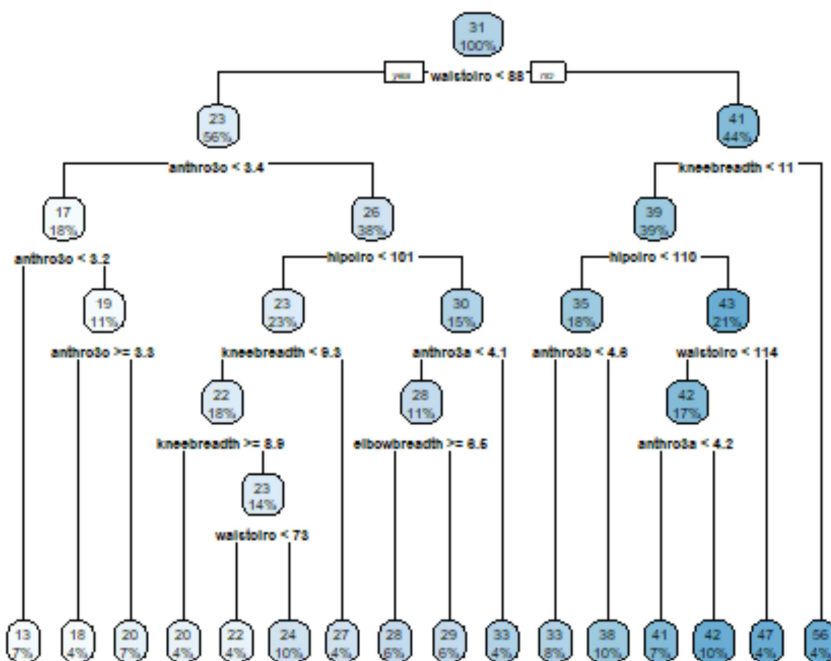 31
100%
yes waistcirc < 88 no
23 41
56% 44%
anthro3c < 3.4 kneebreadth < 11
17 26 39
18% 38% 39%
anthro3c < 3.2 hipcirc < 101 hipcirc < 110
19 23 30 35 43
11% 23% 15% 18% 21%
anthro3c >= 3.3 kneebreadth < 9.3 anthro3a < 4.1 anthro3b < 4.6 waistcirc < 114
22 28 42
18% 11% 17%
kneebreadth >= 8.9 elbowbreadth >= 6.5 anthro3a < 4.2
23
14%
waistcirc < 73
13 18 20 20 22 24 27 28 29 33 33 38 41 42 47 56
7% 4% 7% 4% 4% 10% 4% 6% 6% 4% 8% 10% 7% 10% 4% 4%